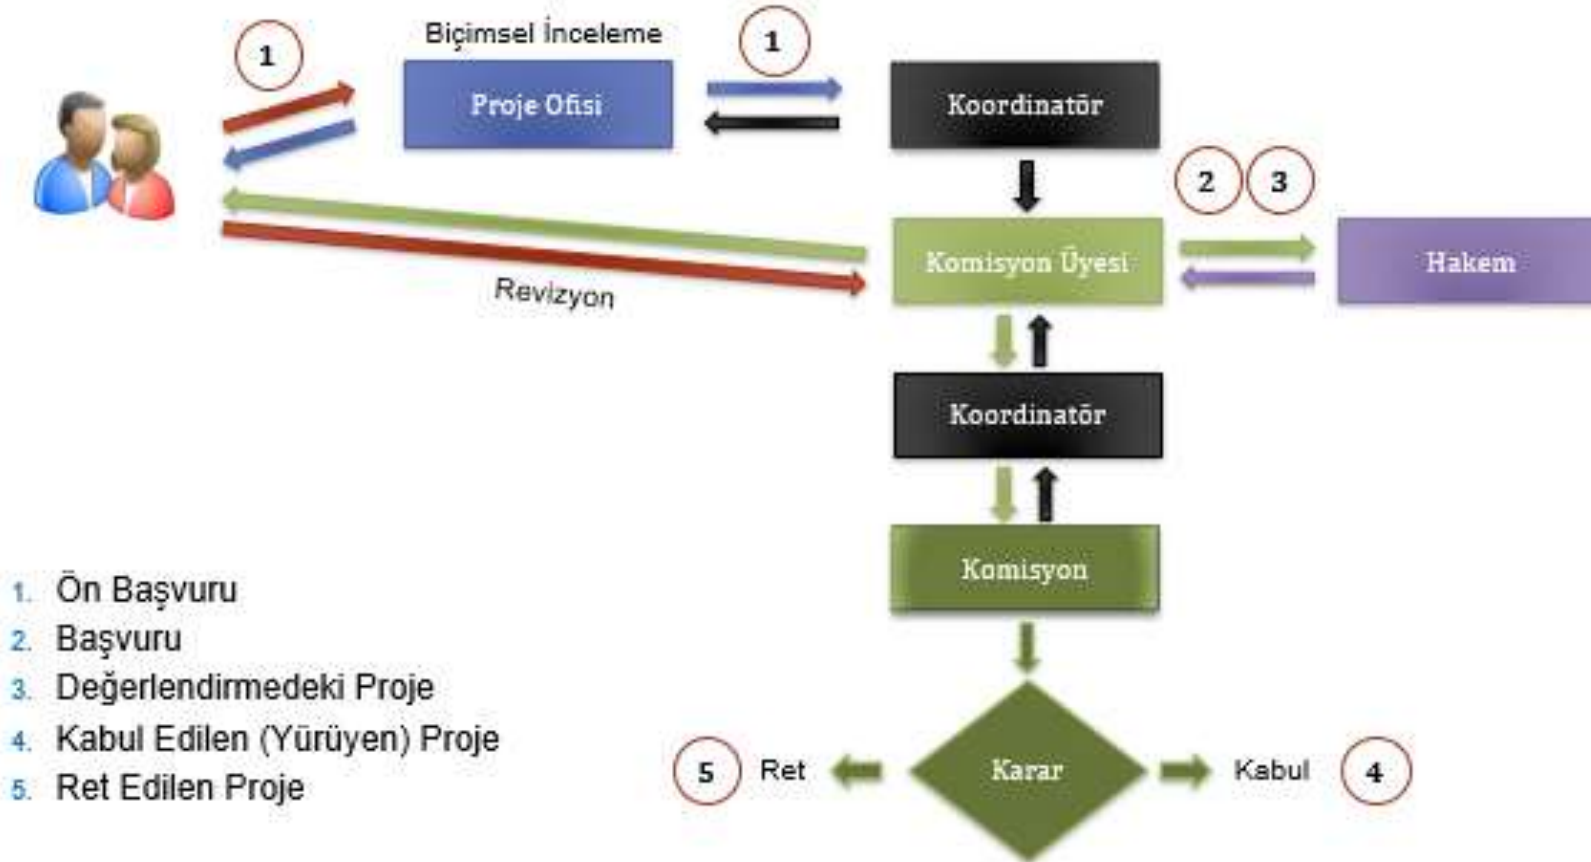 1
Biçimsel İnceleme
1
Proje Ofisi
Koordinatör
2
3
Komisyon Üyesi
Hakem
Revizyon
Koordinatör
Komisyon
1. Ön Başvuru
2. Başvuru
3. Değerlendirmedeki Proje
4. Kabul Edilen (Yürüyen) Proje
5. Ret Edilen Proje
5
Ret
Karar
Kabul
4